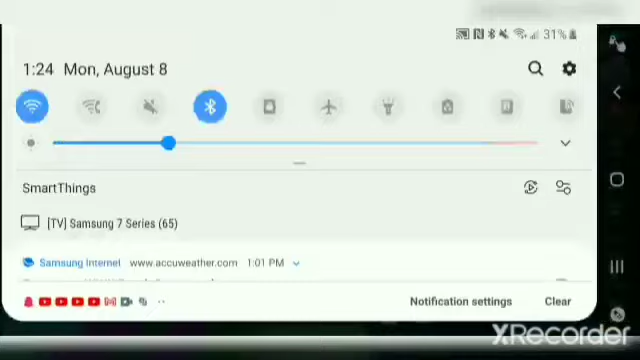 31%
1:24 Mon, August 8
SmartThings
[TV] Samsung 7 Series (65)
Samsung Internet www.accuweather.com 1:01 PM
Notification settings Clear
XRecorder